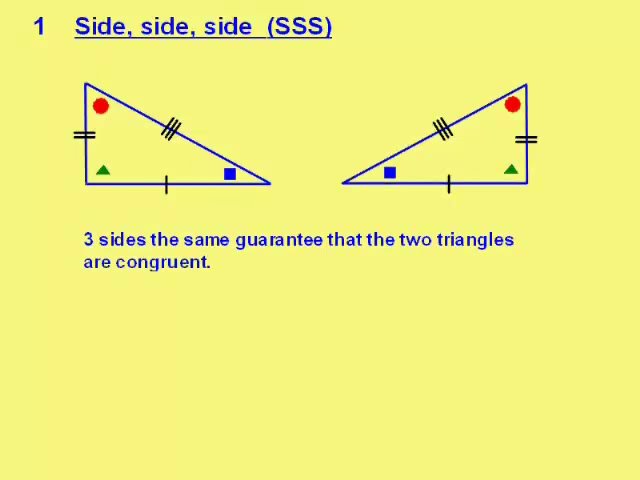 1 Side, side, side (SSS)
3 sides the same guarantee that the two triangles
are congruent.